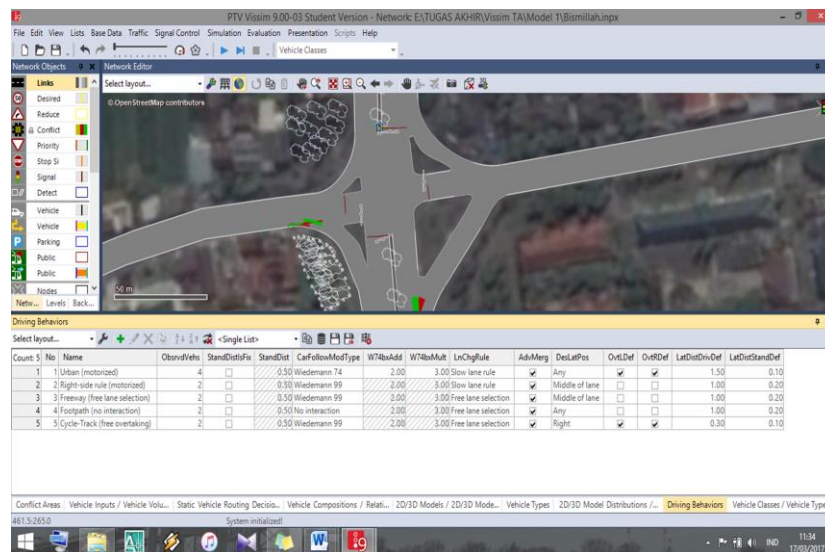 PTV Vissim 9.00-03 Student Version - Network: E:\TUGAS AKHIR\Vissim TA\Model 1\Bismillah.inpx
File Edit View Lists Base Data Traffic Signal Control Simulation Evaluation Presentation Scripts Help
Vehicle Classes
Network Objects
Network Editor
Links
Select layout...
Desired
© OpenStreetMap contributors
Reduce
Conflict
Priority
Stop Si
Signal
Detect
Vehicle
Vehicle
Parking
Public
Public
Nodes
50 m
Netw... Levels Back...
Driving Behaviors
Select layout... <Single List>
Count: 5 No Name ObsrvdVehs StandDistIsFix StandDist CarFollowModType W74bxAdd W74bxMult LnChgRule AdvMerg DesLatPos OvtLDef OvtRDef LatDistDrivDef LatDistStandDef
1 1 Urban (motorized) 4 0.50 Wiedemann 74 2.00 3.00 Slow lane rule Any 1.50 0.10
2 2 Right-side rule (motorized) 2 0.50 Wiedemann 99 2.00 3.00 Slow lane rule Middle of lane 1.00 0.20
3 3 Freeway (free lane selection) 2 0.50 Wiedemann 99 2.00 3.00 Free lane selection Middle of lane 1.00 0.20
4 4 Footpath (no interaction) 2 0.50 No interaction 2.00 3.00 Free lane selection Any 1.00 0.20
5 5 Cycle-Track (free overtaking) 2 0.50 Wiedemann 99 2.00 3.00 Free lane selection Right 0.30 0.10
Conflict Areas Vehicle Inputs / Vehicle Volu... Static Vehicle Routing Decisio... Vehicle Compositions / Relati... 2D/3D Models / 2D/3D Mode... Vehicle Types 2D/3D Model Distributions /... Driving Behaviors Vehicle Classes / Vehicle Type
461.5:265.0 System initialized!
IND 11:34
17/03/2017